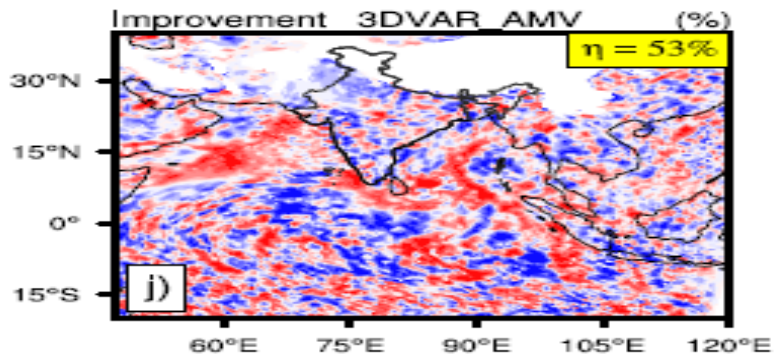 Improvement 3DVAR_AMV (%)
η = 53%
30°N
15°N
0°
15°S
j)
60°E 75°E 90°E 105°E 120°E